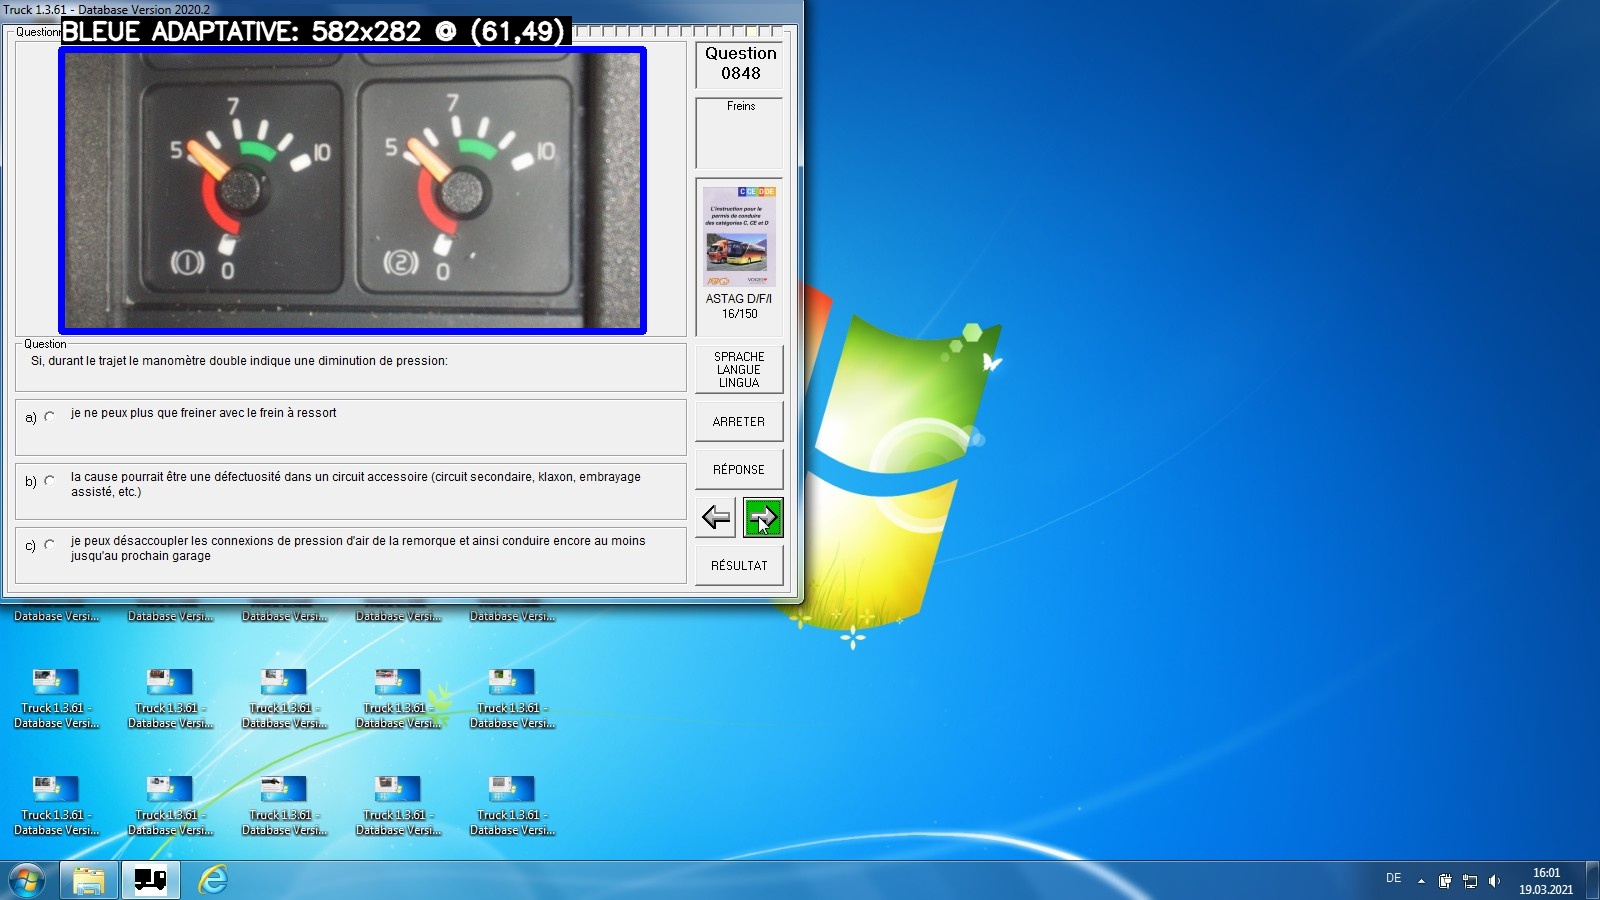 Truck 1.3.61 - Database Version 2020.2
BLEUE ADAPTATIVE: 582x282 @ (61,49)
7
5
10
0
7
5
10
0
Question
0848
Freins
C CE D DE
L'instruction pour le
permis de conduire
des catégories C, CE et D
ASTAG D/F/I
16/150
Question
Si, durant le trajet le manomètre double indique une diminution de pression:
a)
je ne peux plus que freiner avec le frein à ressort
b)
la cause pourrait être une défectuosité dans un circuit accessoire (circuit secondaire, klaxon, embrayage
assisté, etc.)
c)
je peux désaccoupler les connexions de pression d'air de la remorque et ainsi conduire encore au moins
jusqu'au prochain garage
SPRACHE
LANGUE
LINGUA
ARRETER
RÉPONSE
RÉSULTAT
Database Versi...
Database Versi...
Database Versi...
Database Versi...
Database Versi...
Truck 1.3.61 -
Database Versi...
Truck 1.3.61 -
Database Versi...
Truck 1.3.61 -
Database Versi...
Truck 1.3.61 -
Database Versi...
Truck 1.3.61 -
Database Versi...
Truck 1.3.61 -
Database Versi...
Truck 1.3.61 -
Database Versi...
Truck 1.3.61 -
Database Versi...
Truck 1.3.61 -
Database Versi...
Truck 1.3.61 -
Database Versi...
DE
16:01
19.03.2021